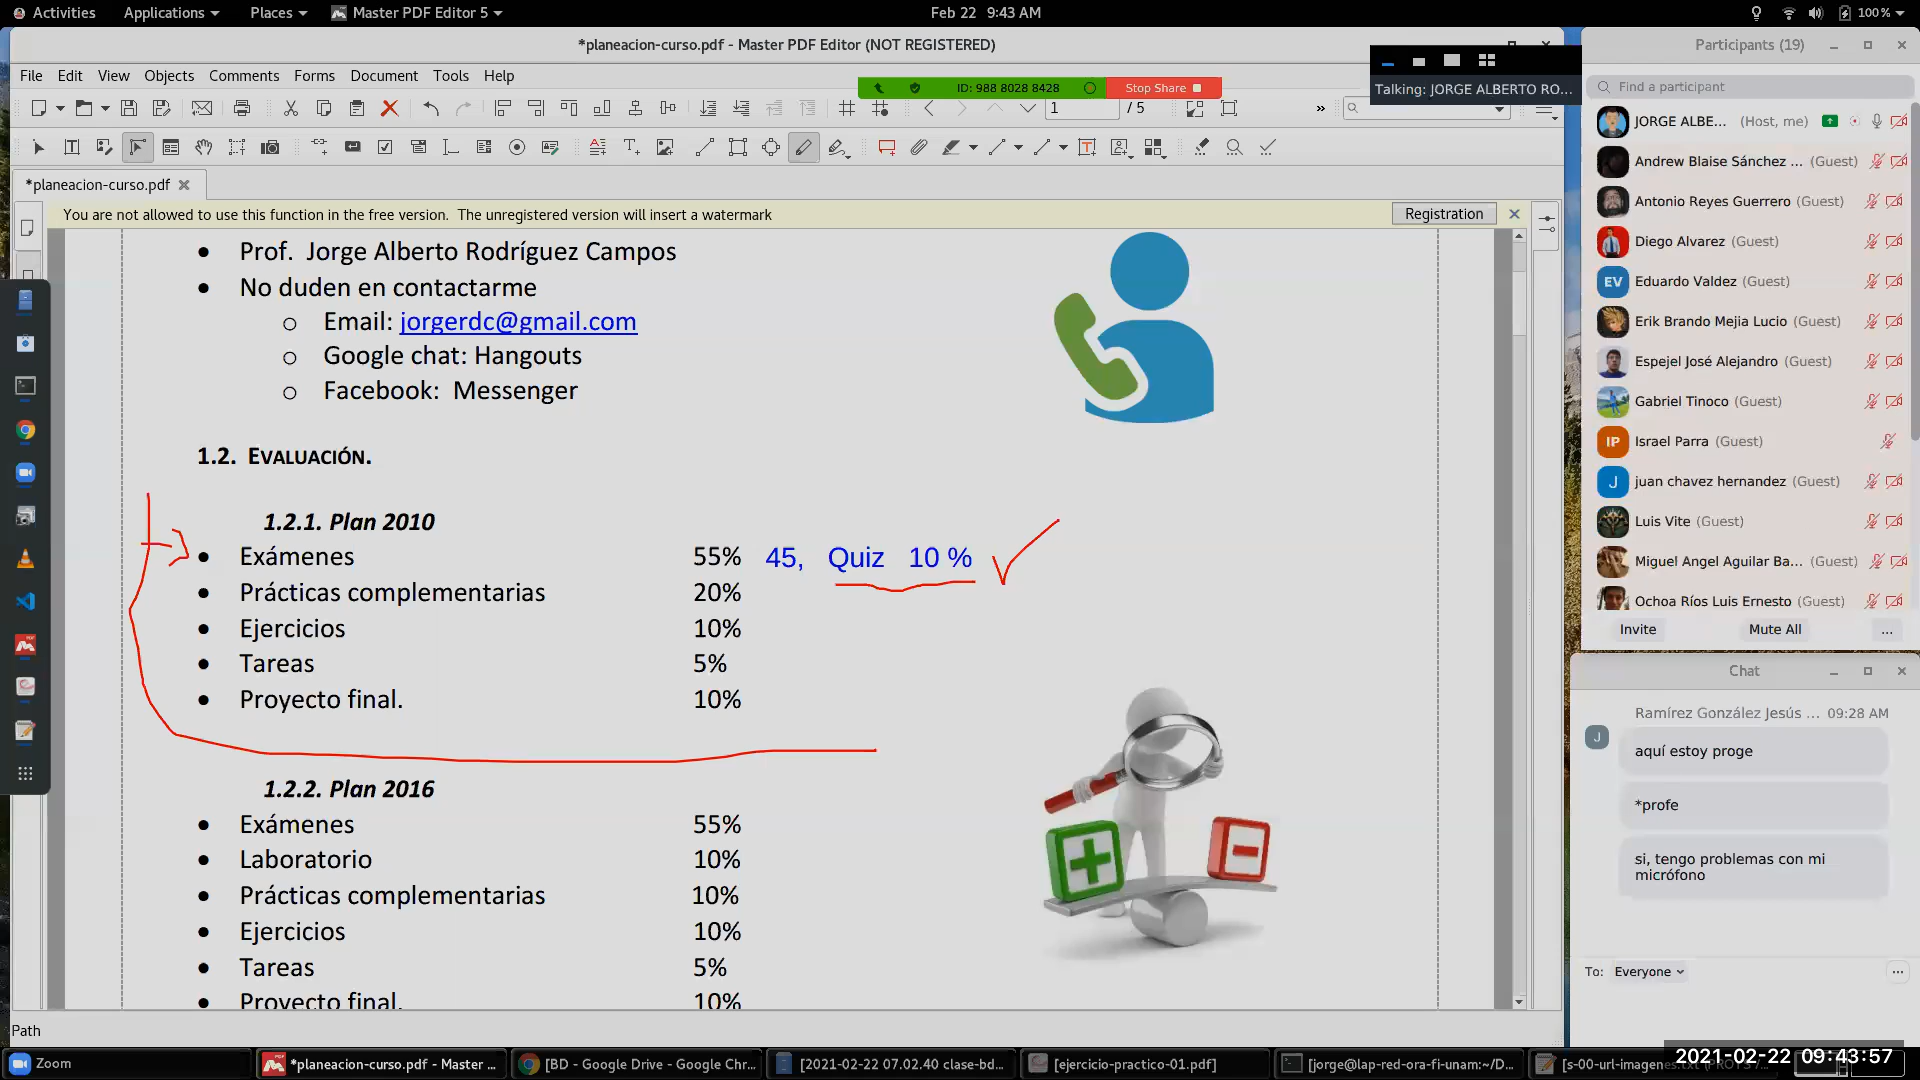 Activities Applications Places Master PDF Editor 5 Feb 22 9:43 AM 100%
*planeacion-curso.pdf - Master PDF Editor (NOT REGISTERED)
File Edit View Objects Comments Forms Document Tools Help
ID: 988 8028 8428 Stop Share
Talking: JORGE ALBERTO RO...
1 / 5
*planeacion-curso.pdf
You are not allowed to use this function in the free version. The unregistered version will insert a watermark
Registration
• Prof. Jorge Alberto Rodríguez Campos
• No duden en contactarme
o Email: jorgerdc@gmail.com
o Google chat: Hangouts
o Facebook: Messenger
1.2. EVALUACIÓN.
1.2.1. Plan 2010
• Exámenes 55% 45, Quiz 10 %
• Prácticas complementarias 20%
• Ejercicios 10%
• Tareas 5%
• Proyecto final. 10%
1.2.2. Plan 2016
• Exámenes 55%
• Laboratorio 10%
• Prácticas complementarias 10%
• Ejercicios 10%
• Tareas 5%
• Proyecto final. 10%
Path
Participants (19)
Find a participant
JORGE ALBE... (Host, me)
Andrew Blaise Sánchez ... (Guest)
Antonio Reyes Guerrero (Guest)
Diego Alvarez (Guest)
EV Eduardo Valdez (Guest)
Erik Brando Mejia Lucio (Guest)
Espejel José Alejandro (Guest)
Gabriel Tinoco (Guest)
IP Israel Parra (Guest)
J juan chavez hernandez (Guest)
Luis Vite (Guest)
Miguel Angel Aguilar Ba... (Guest)
Ochoa Ríos Luis Ernesto (Guest)
Invite Mute All ...
Chat
Ramírez González Jesús ... 09:28 AM
J
aquí estoy proge
*profe
si, tengo problemas con mi
micrófono
To: Everyone
Zoom
*planeacion-curso.pdf - Master ...
[BD - Google Drive - Google Chr...
[2021-02-22 07.02.40 clase-bd...
[ejercicio-practico-01.pdf]
[jorge@lap-red-ora-fi-unam:~/D...
2021-02-22 09:43:57